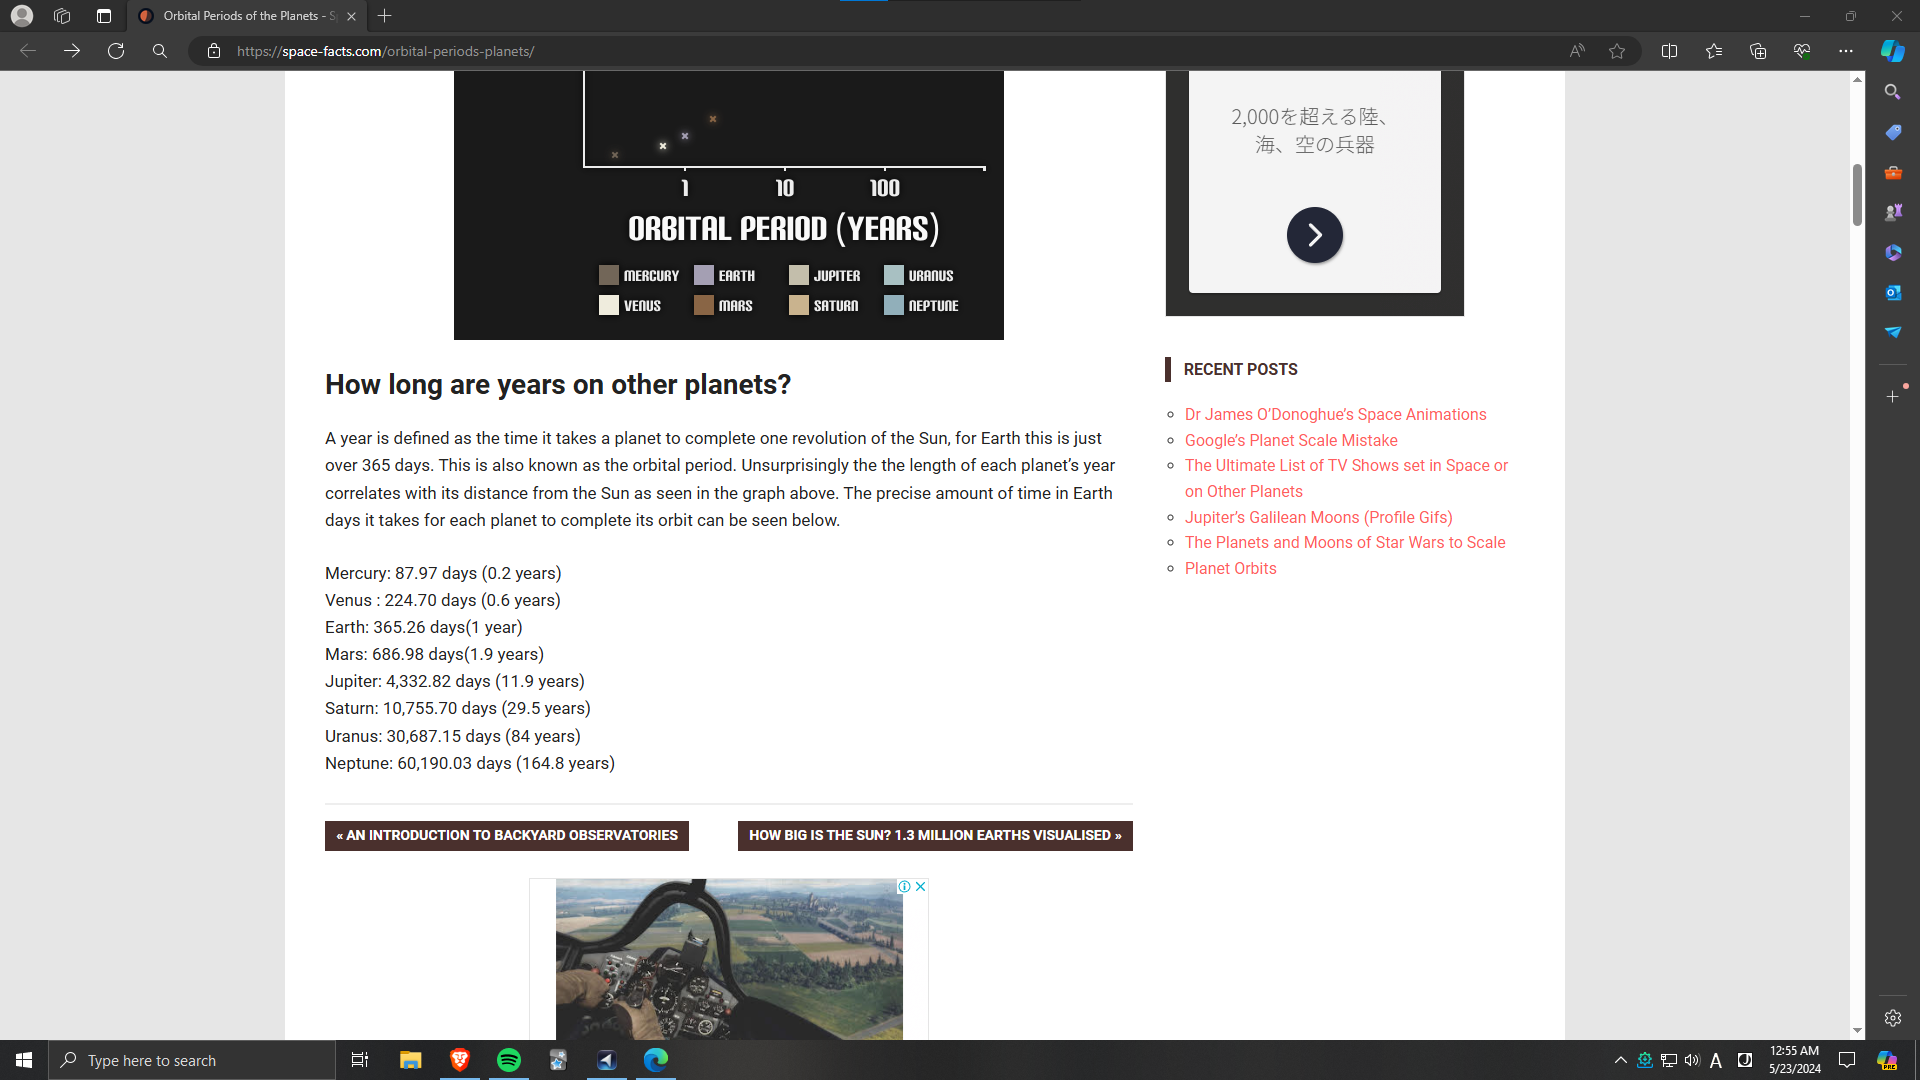 Orbital Periods of the Planets - S
https://space-facts.com/orbital-periods-planets/
1 10 100
ORBITAL PERIOD (YEARS)
MERCURY EARTH JUPITER URANUS
VENUS MARS SATURN NEPTUNE
2,000を超える陸、
海、空の兵器
How long are years on other planets?
A year is defined as the time it takes a planet to complete one revolution of the Sun, for Earth this is just
over 365 days. This is also known as the orbital period. Unsurprisingly the the length of each planet’s year
correlates with its distance from the Sun as seen in the graph above. The precise amount of time in Earth
days it takes for each planet to complete its orbit can be seen below.
Mercury: 87.97 days (0.2 years)
Venus : 224.70 days (0.6 years)
Earth: 365.26 days(1 year)
Mars: 686.98 days(1.9 years)
Jupiter: 4,332.82 days (11.9 years)
Saturn: 10,755.70 days (29.5 years)
Uranus: 30,687.15 days (84 years)
Neptune: 60,190.03 days (164.8 years)
RECENT POSTS
Dr James O’Donoghue’s Space Animations
Google’s Planet Scale Mistake
The Ultimate List of TV Shows set in Space or
on Other Planets
Jupiter’s Galilean Moons (Profile Gifs)
The Planets and Moons of Star Wars to Scale
Planet Orbits
« AN INTRODUCTION TO BACKYARD OBSERVATORIES
HOW BIG IS THE SUN? 1.3 MILLION EARTHS VISUALISED »
Type here to search
A
12:55 AM
5/23/2024
PRE